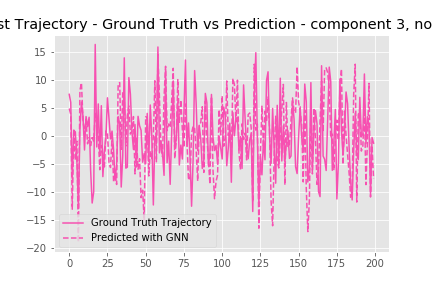 st Trajectory - Ground Truth vs Prediction - component 3, no
15
10
5
0
−5
−10
−15
−20
Ground Truth Trajectory
Predicted with GNN
0 25 50 75 100 125 150 175 200